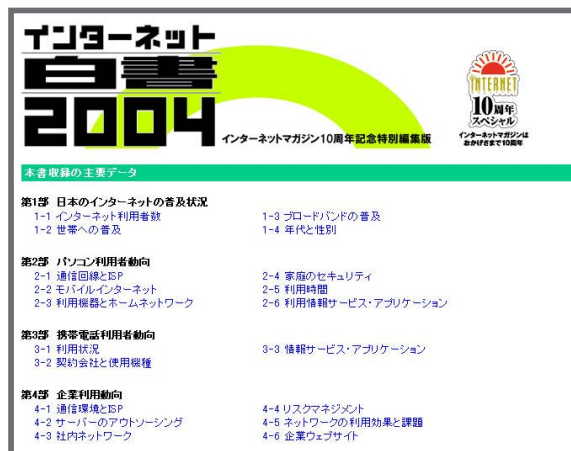 インターネット
白書
2004
インターネットマガジン10周年記念特別編集版
INTERNET
10周年
スペシャル
インターネットマガジンは
おかげさまで10周年
本書収録の主要データ
第1部 日本のインターネットの普及状況
1-1 インターネット利用者数
1-2 世帯への普及
1-3 ブロードバンドの普及
1-4 年代と性別
第2部 パソコン利用者動向
2-1 通信回線とISP
2-2 モバイルインターネット
2-3 利用機器とホームネットワーク
2-4 家庭のセキュリティ
2-5 利用時間
2-6 利用情報サービス・アプリケーション
第3部 携帯電話利用者動向
3-1 利用状況
3-2 契約会社と使用機種
3-3 情報サービス・アプリケーション
第4部 企業利用動向
4-1 通信環境とISP
4-2 サーバーのアウトソーシング
4-3 社内ネットワーク
4-4 リスクマネジメント
4-5 ネットワークの利用効果と課題
4-6 企業ウェブサイト